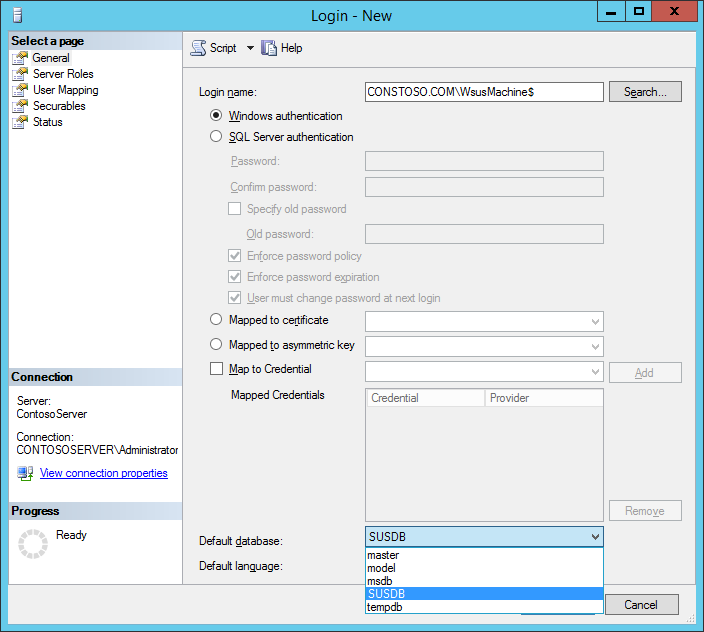 Login - New
Select a page
General
Server Roles
User Mapping
Securables
Status
Script
Help
Login name:
CONSTOSO.COM\WsusMachine$
Search...
Windows authentication
SQL Server authentication
Password:
Confirm password:
Specify old password
Old password:
Enforce password policy
Enforce password expiration
User must change password at next login
Mapped to certificate
Mapped to asymmetric key
Map to Credential
Add
Mapped Credentials
Credential
Provider
Remove
Connection
Server:
ContosoServer
Connection:
CONTOSOSERVER\Administrator
View connection properties
Progress
Ready
Default database:
SUSDB
Default language:
master
model
msdb
SUSDB
tempdb
Cancel